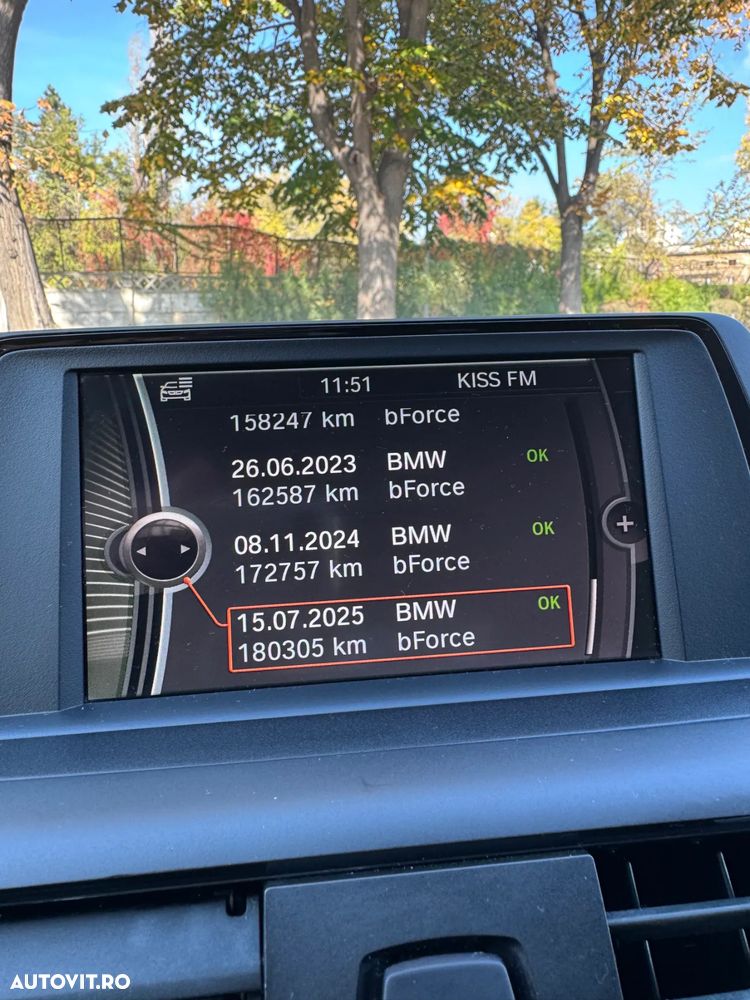 11:51 KISS FM
158247 km bForce
26.06.2023 BMW OK
162587 km bForce
08.11.2024 BMW OK
172757 km bForce
15.07.2025 BMW OK
180305 km bForce
AUTOVIT.RO